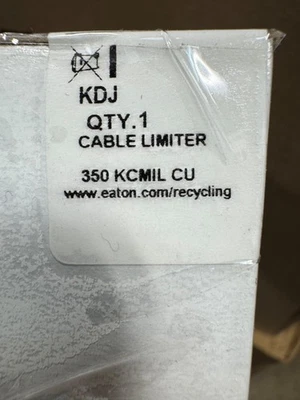 KDJ
QTY.1
CABLE LIMITER
350 KCMIL CU
www.eaton.com/recycling